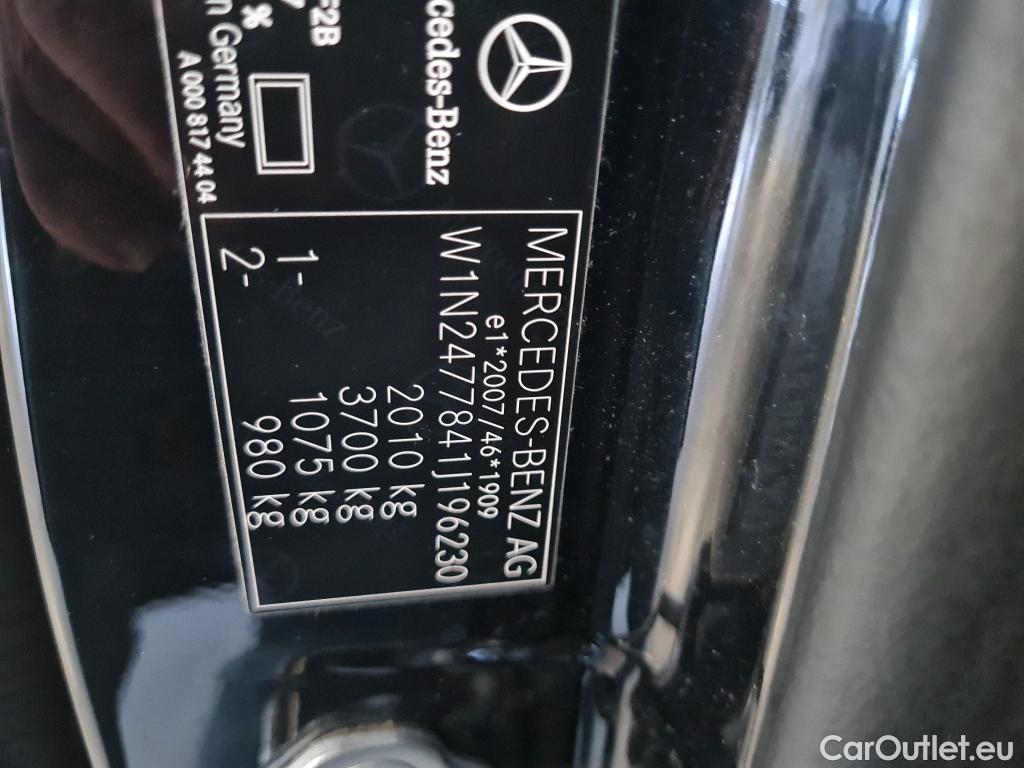 MERCEDES-BENZ AG
e1*2007/46*1909
W1N2477841J196230
2010 kg
3700 kg
1- 1075 kg
2- 980 kg
rcedes-Benz
F2B
n Germany
A 000 817 44 04
CarOutlet.eu